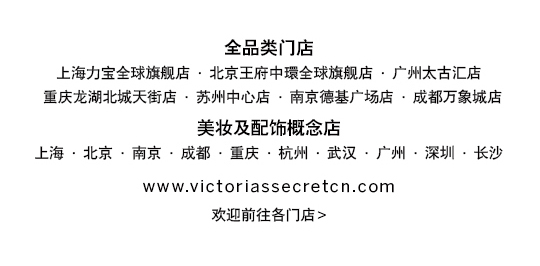 全品类门店
上海力宝全球旗舰店 · 北京王府中環全球旗舰店 · 广州太古汇店
重庆龙湖北城天街店 · 苏州中心店 · 南京德基广场店 · 成都万象城店
美妆及配饰概念店
上海 · 北京 · 南京 · 成都 · 重庆 · 杭州 · 武汉 · 广州 · 深圳 · 长沙
www.victoriassecretcn.com
欢迎前往各门店>